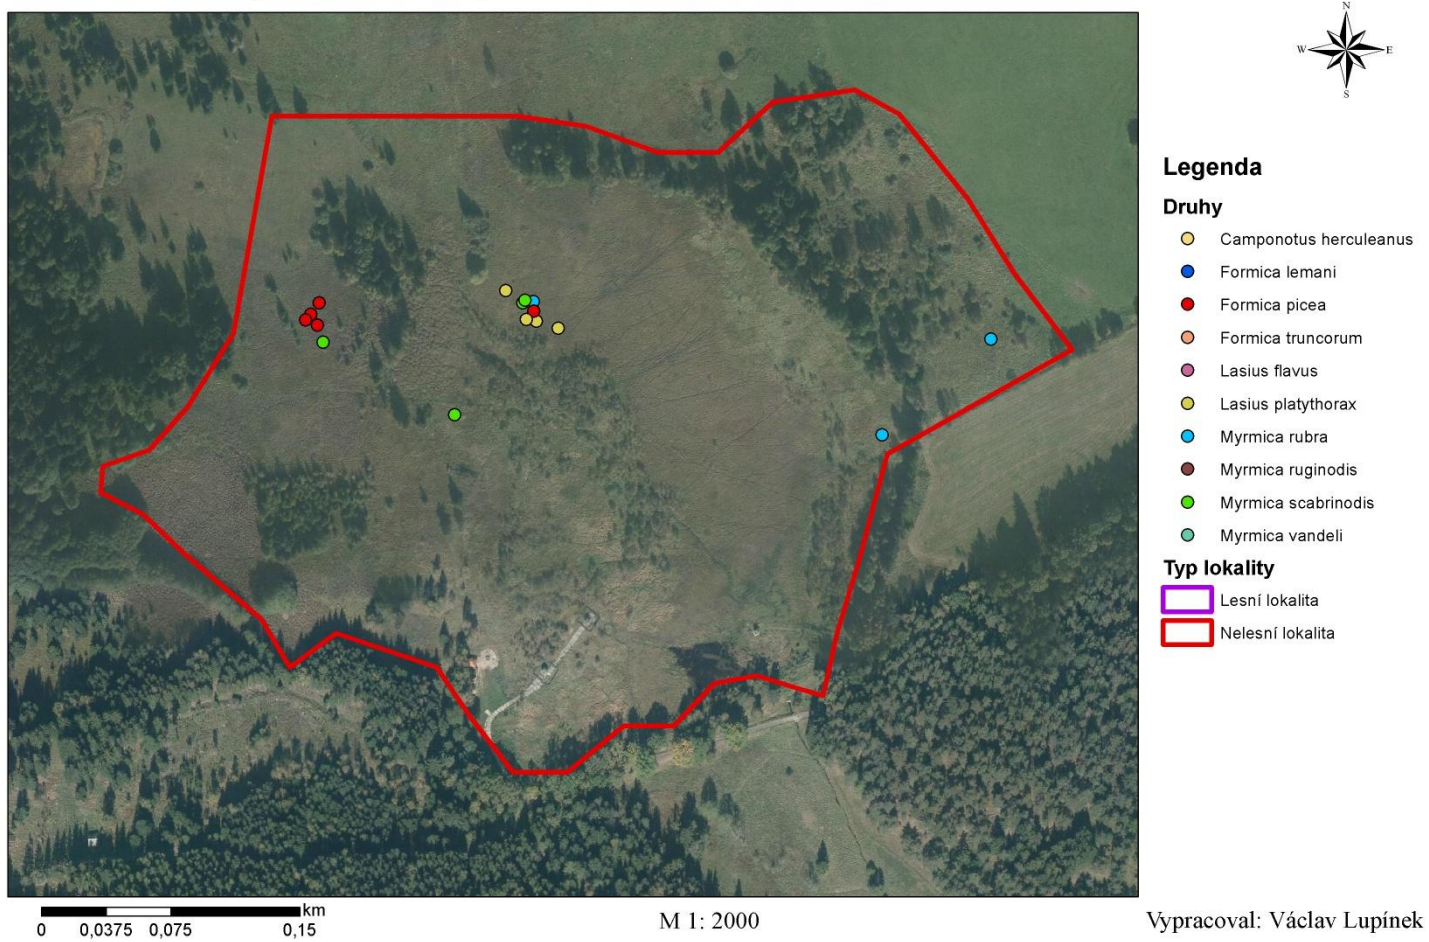 N
W E
S
Legenda
Druhy
Camponotus herculeanus
Formica lemani
Formica picea
Formica truncorum
Lasius flavus
Lasius platythorax
Myrmica rubra
Myrmica ruginodis
Myrmica scabrinodis
Myrmica vandeli
Typ lokality
Lesní lokalita
Nelesní lokalita
km
0 0,0375 0,075 0,15
M 1: 2000
Vypracoval: Václav Lupínek